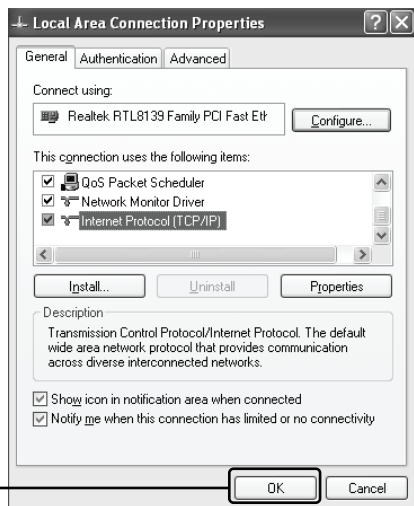 Local Area Connection Properties
General Authentication Advanced
Connect using:
Realtek RTL8139 Family PCI Fast Eth
Configure...
This connection uses the following items:
QoS Packet Scheduler
Network Monitor Driver
Internet Protocol (TCP/IP)
Install... Uninstall Properties
Description
Transmission Control Protocol/Internet Protocol. The default
wide area network protocol that provides communication
across diverse interconnected networks.
Show icon in notification area when connected
Notify me when this connection has limited or no connectivity
OK Cancel